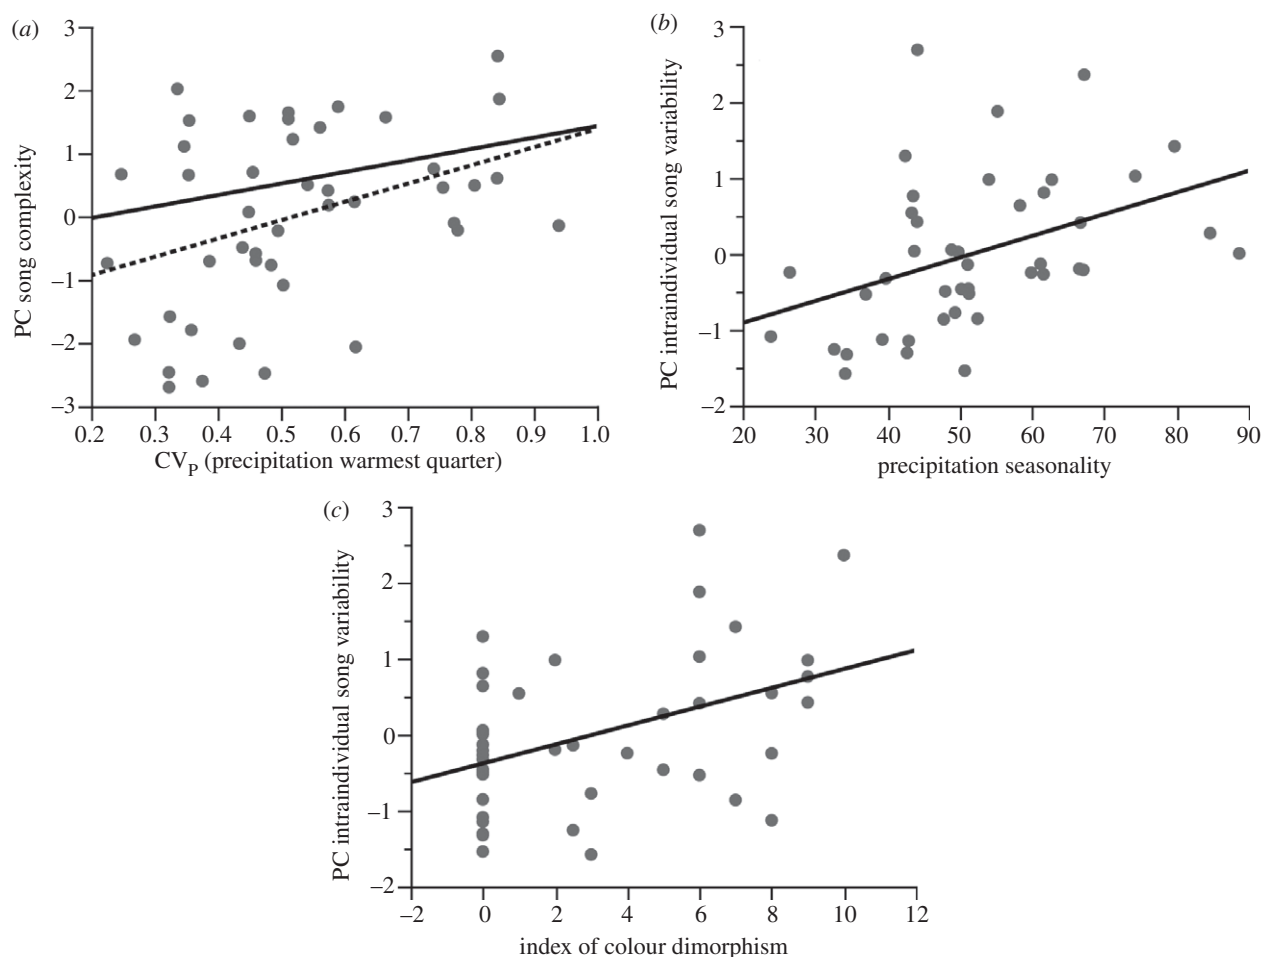 (a)
3
2
1
0
–1
–2
–3
PC song complexity
0.2 0.3 0.4 0.5 0.6 0.7 0.8 0.9 1.0
CVP (precipitation warmest quarter)
(b)
3
2
1
0
–1
–2
PC intraindividual song variability
20 30 40 50 60 70 80 90
precipitation seasonality
(c)
3
2
1
0
–1
–2
PC intraindividual song variability
–2 0 2 4 6 8 10 12
index of colour dimorphism